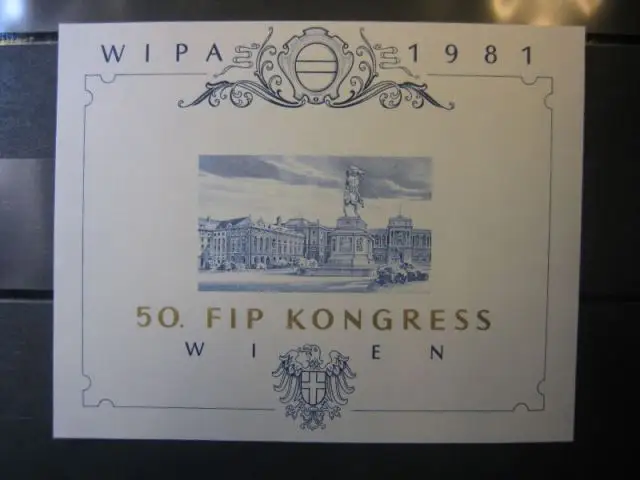 WIPA 1981
50. FIP KONGRESS
WIEN